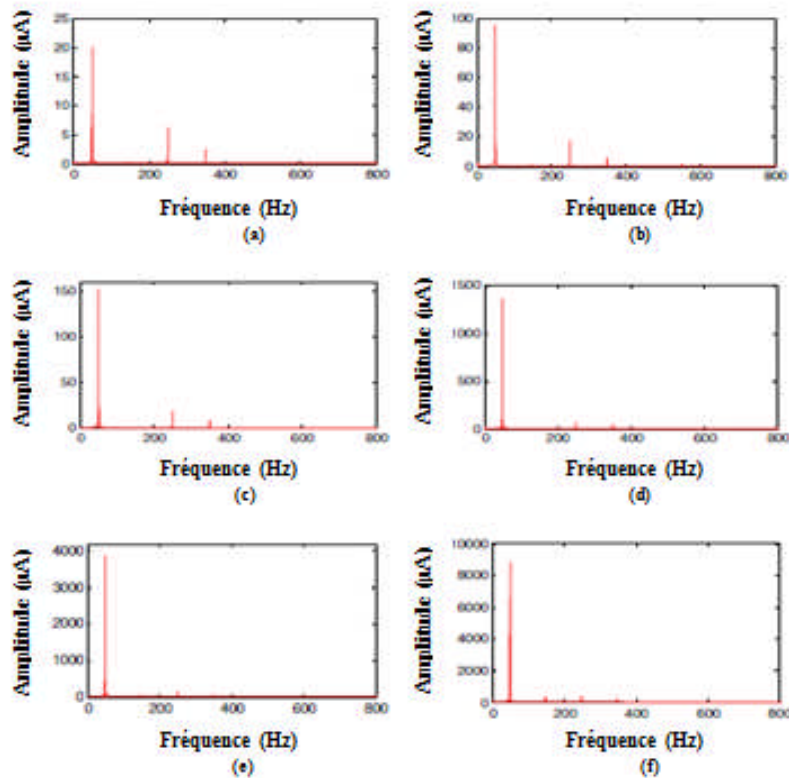 Amplitude (µA)
25
20
15
10
5
0
0 200 400 600 800
Fréquence (Hz)
(a)
Amplitude (µA)
100
80
60
40
20
0
0 200 400 600 800
Fréquence (Hz)
(b)
Amplitude (µA)
150
100
50
0
0 200 400 600 800
Fréquence (Hz)
(c)
Amplitude (µA)
1500
1000
500
0
0 200 400 600 800
Fréquence (Hz)
(d)
Amplitude (µA)
4000
3000
2000
1000
0
0 200 400 600 800
Fréquence (Hz)
(e)
Amplitude (µA)
10000
8000
6000
4000
2000
0
0 200 400 600 800
Fréquence (Hz)
(f)